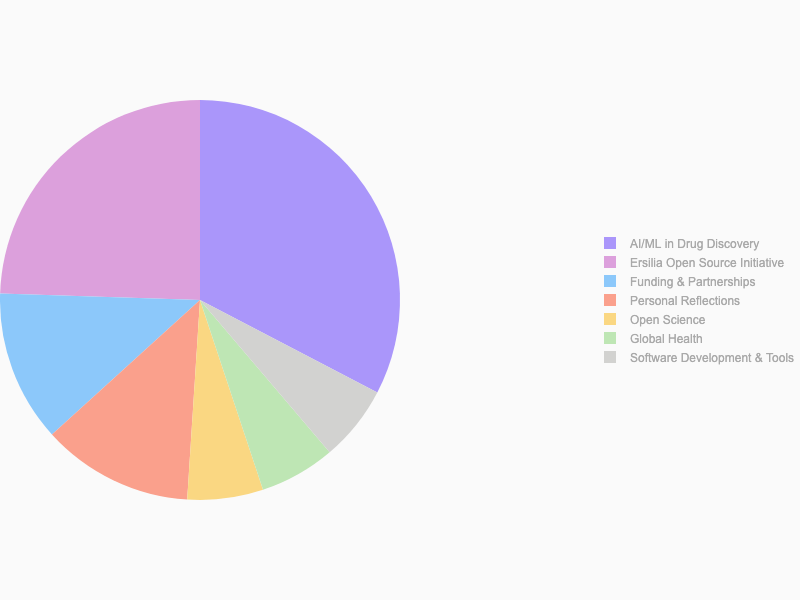 AI/ML in Drug Discovery
Ersilia Open Source Initiative
Funding & Partnerships
Personal Reflections
Open Science
Global Health
Software Development & Tools